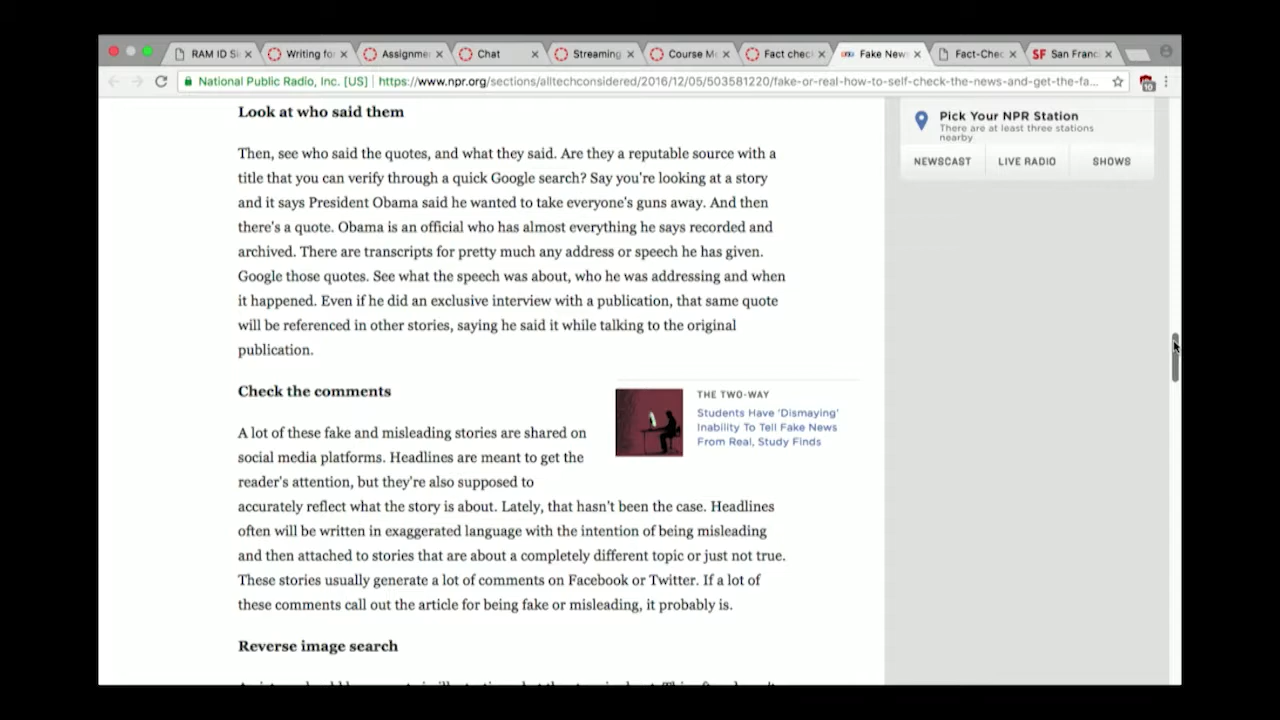 RAM ID Si
Writing for
Assignmer
Chat
Streaming
Course Mo
Fact chec
Fake News
Fact-Chec
San Franc
National Public Radio, Inc. [US]
https://www.npr.org/sections/alltechconsidered/2016/12/05/503581220/fake-or-real-how-to-self-check-the-news-and-get-the-fa...
10
Look at who said them
Then, see who said the quotes, and what they said. Are they a reputable source with a
title that you can verify through a quick Google search? Say you're looking at a story
and it says President Obama said he wanted to take everyone's guns away. And then
there's a quote. Obama is an official who has almost everything he says recorded and
archived. There are transcripts for pretty much any address or speech he has given.
Google those quotes. See what the speech was about, who he was addressing and when
it happened. Even if he did an exclusive interview with a publication, that same quote
will be referenced in other stories, saying he said it while talking to the original
publication.
Check the comments
A lot of these fake and misleading stories are shared on
social media platforms. Headlines are meant to get the
reader's attention, but they're also supposed to
accurately reflect what the story is about. Lately, that hasn't been the case. Headlines
often will be written in exaggerated language with the intention of being misleading
and then attached to stories that are about a completely different topic or just not true.
These stories usually generate a lot of comments on Facebook or Twitter. If a lot of
these comments call out the article for being fake or misleading, it probably is.
THE TWO-WAY
Students Have 'Dismaying'
Inability To Tell Fake News
From Real, Study Finds
Reverse image search
Pick Your NPR Station
There are at least three stations
nearby
NEWSCAST
LIVE RADIO
SHOWS